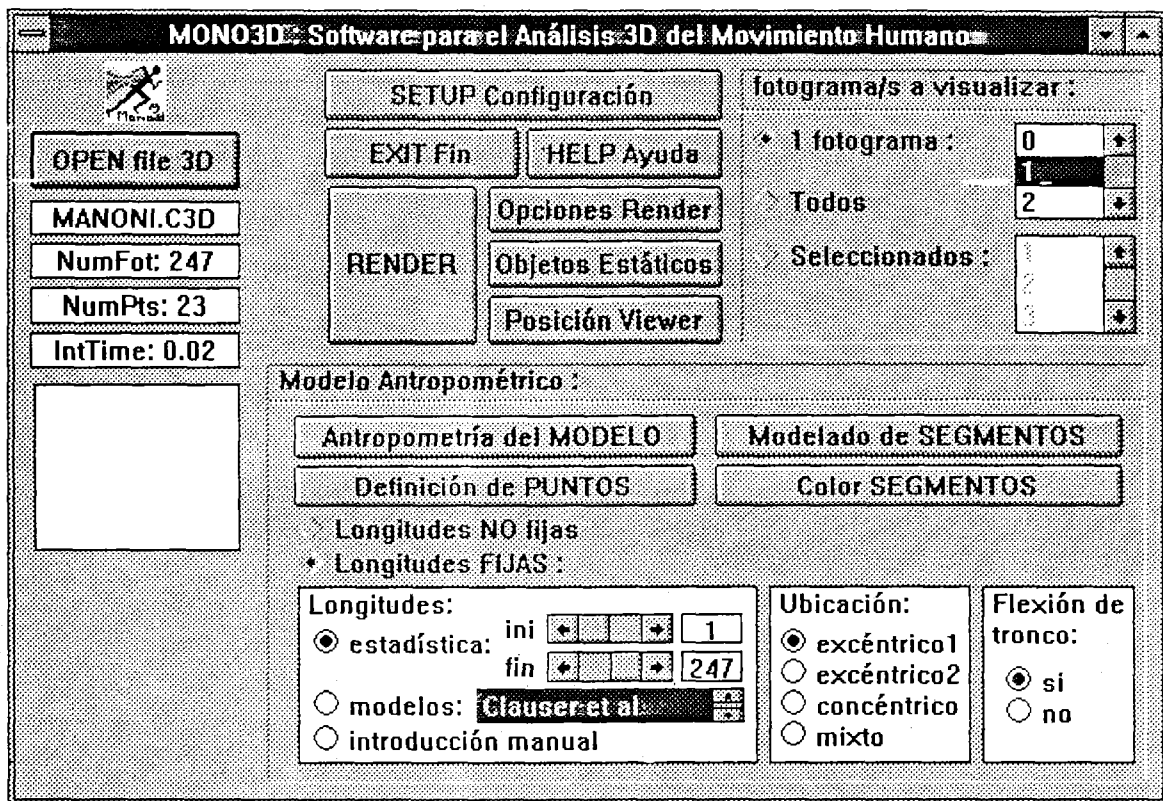 MONO3D : Software para el Análisis 3D del Movimiento Humano
OPEN file 3D
MANONI.C3D
NumFot: 247
NumPts: 23
IntTime: 0.02
SETUP Configuración
EXIT Fin
HELP Ayuda
RENDER
Opciones Render
Objetos Estáticos
Posición Viewer
fotograma/s a visualizar :
1 fotograma :
0
1
2
Todos
Seleccionados :
1
2
3
Modelo Antropométrico :
Antropometría del MODELO
Modelado de SEGMENTOS
Definición de PUNTOS
Color SEGMENTOS
Longitudes NO fijas
Longitudes FIJAS :
Longitudes:
estadística:
ini
1
fin
247
modelos:
Clauser et al.
introducción manual
Ubicación:
excéntrico1
excéntrico2
concéntrico
mixto
Flexión de
tronco:
si
no